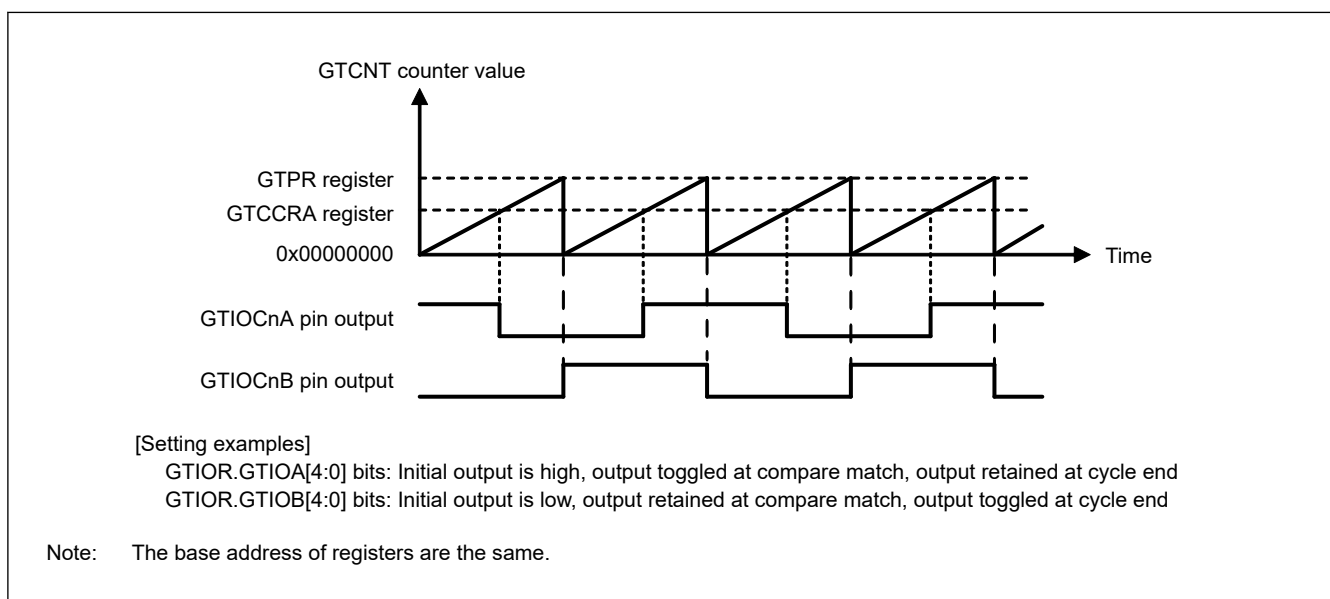 GTCNT counter value
GTPR register
GTCCRA register
0x00000000
Time
GTIOCnA pin output
GTIOCnB pin output
[Setting examples]
GTIOR.GTIOA[4:0] bits: Initial output is high, output toggled at compare match, output retained at cycle end
GTIOR.GTIOB[4:0] bits: Initial output is low, output retained at compare match, output toggled at cycle end
Note: The base address of registers are the same.